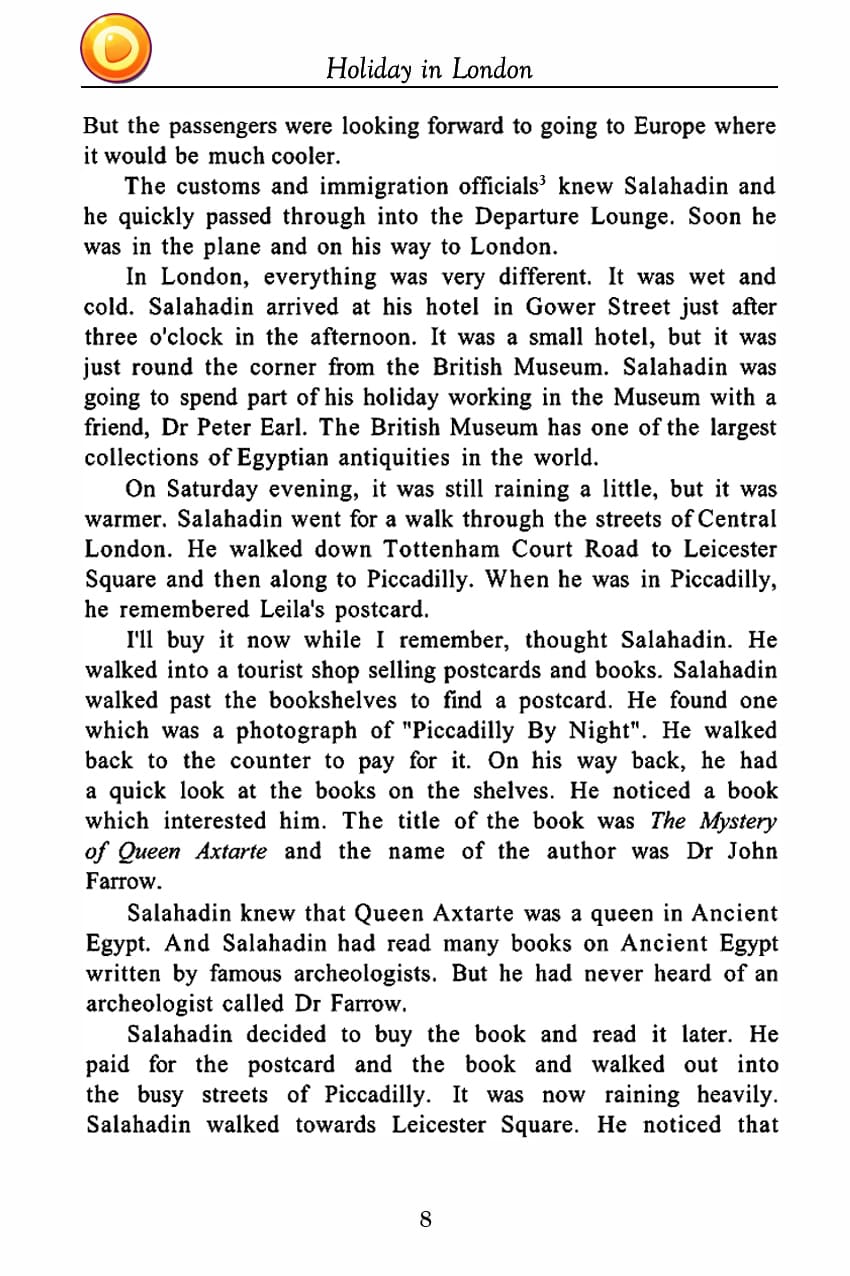 Holiday in London
But the passengers were looking forward to going to Europe where
it would be much cooler.
The customs and immigration officials³ knew Salahadin and
he quickly passed through into the Departure Lounge. Soon he
was in the plane and on his way to London.
In London, everything was very different. It was wet and
cold. Salahadin arrived at his hotel in Gower Street just after
three o'clock in the afternoon. It was a small hotel, but it was
just round the corner from the British Museum. Salahadin was
going to spend part of his holiday working in the Museum with a
friend, Dr Peter Earl. The British Museum has one of the largest
collections of Egyptian antiquities in the world.
On Saturday evening, it was still raining a little, but it was
warmer. Salahadin went for a walk through the streets of Central
London. He walked down Tottenham Court Road to Leicester
Square and then along to Piccadilly. When he was in Piccadilly,
he remembered Leila's postcard.
I'll buy it now while I remember, thought Salahadin. He
walked into a tourist shop selling postcards and books. Salahadin
walked past the bookshelves to find a postcard. He found one
which was a photograph of "Piccadilly By Night". He walked
back to the counter to pay for it. On his way back, he had
a quick look at the books on the shelves. He noticed a book
which interested him. The title of the book was The Mystery
of Queen Axtarte and the name of the author was Dr John
Farrow.
Salahadin knew that Queen Axtarte was a queen in Ancient
Egypt. And Salahadin had read many books on Ancient Egypt
written by famous archeologists. But he had never heard of an
archeologist called Dr Farrow.
Salahadin decided to buy the book and read it later. He
paid for the postcard and the book and walked out into
the busy streets of Piccadilly. It was now raining heavily.
Salahadin walked towards Leicester Square. He noticed that
8